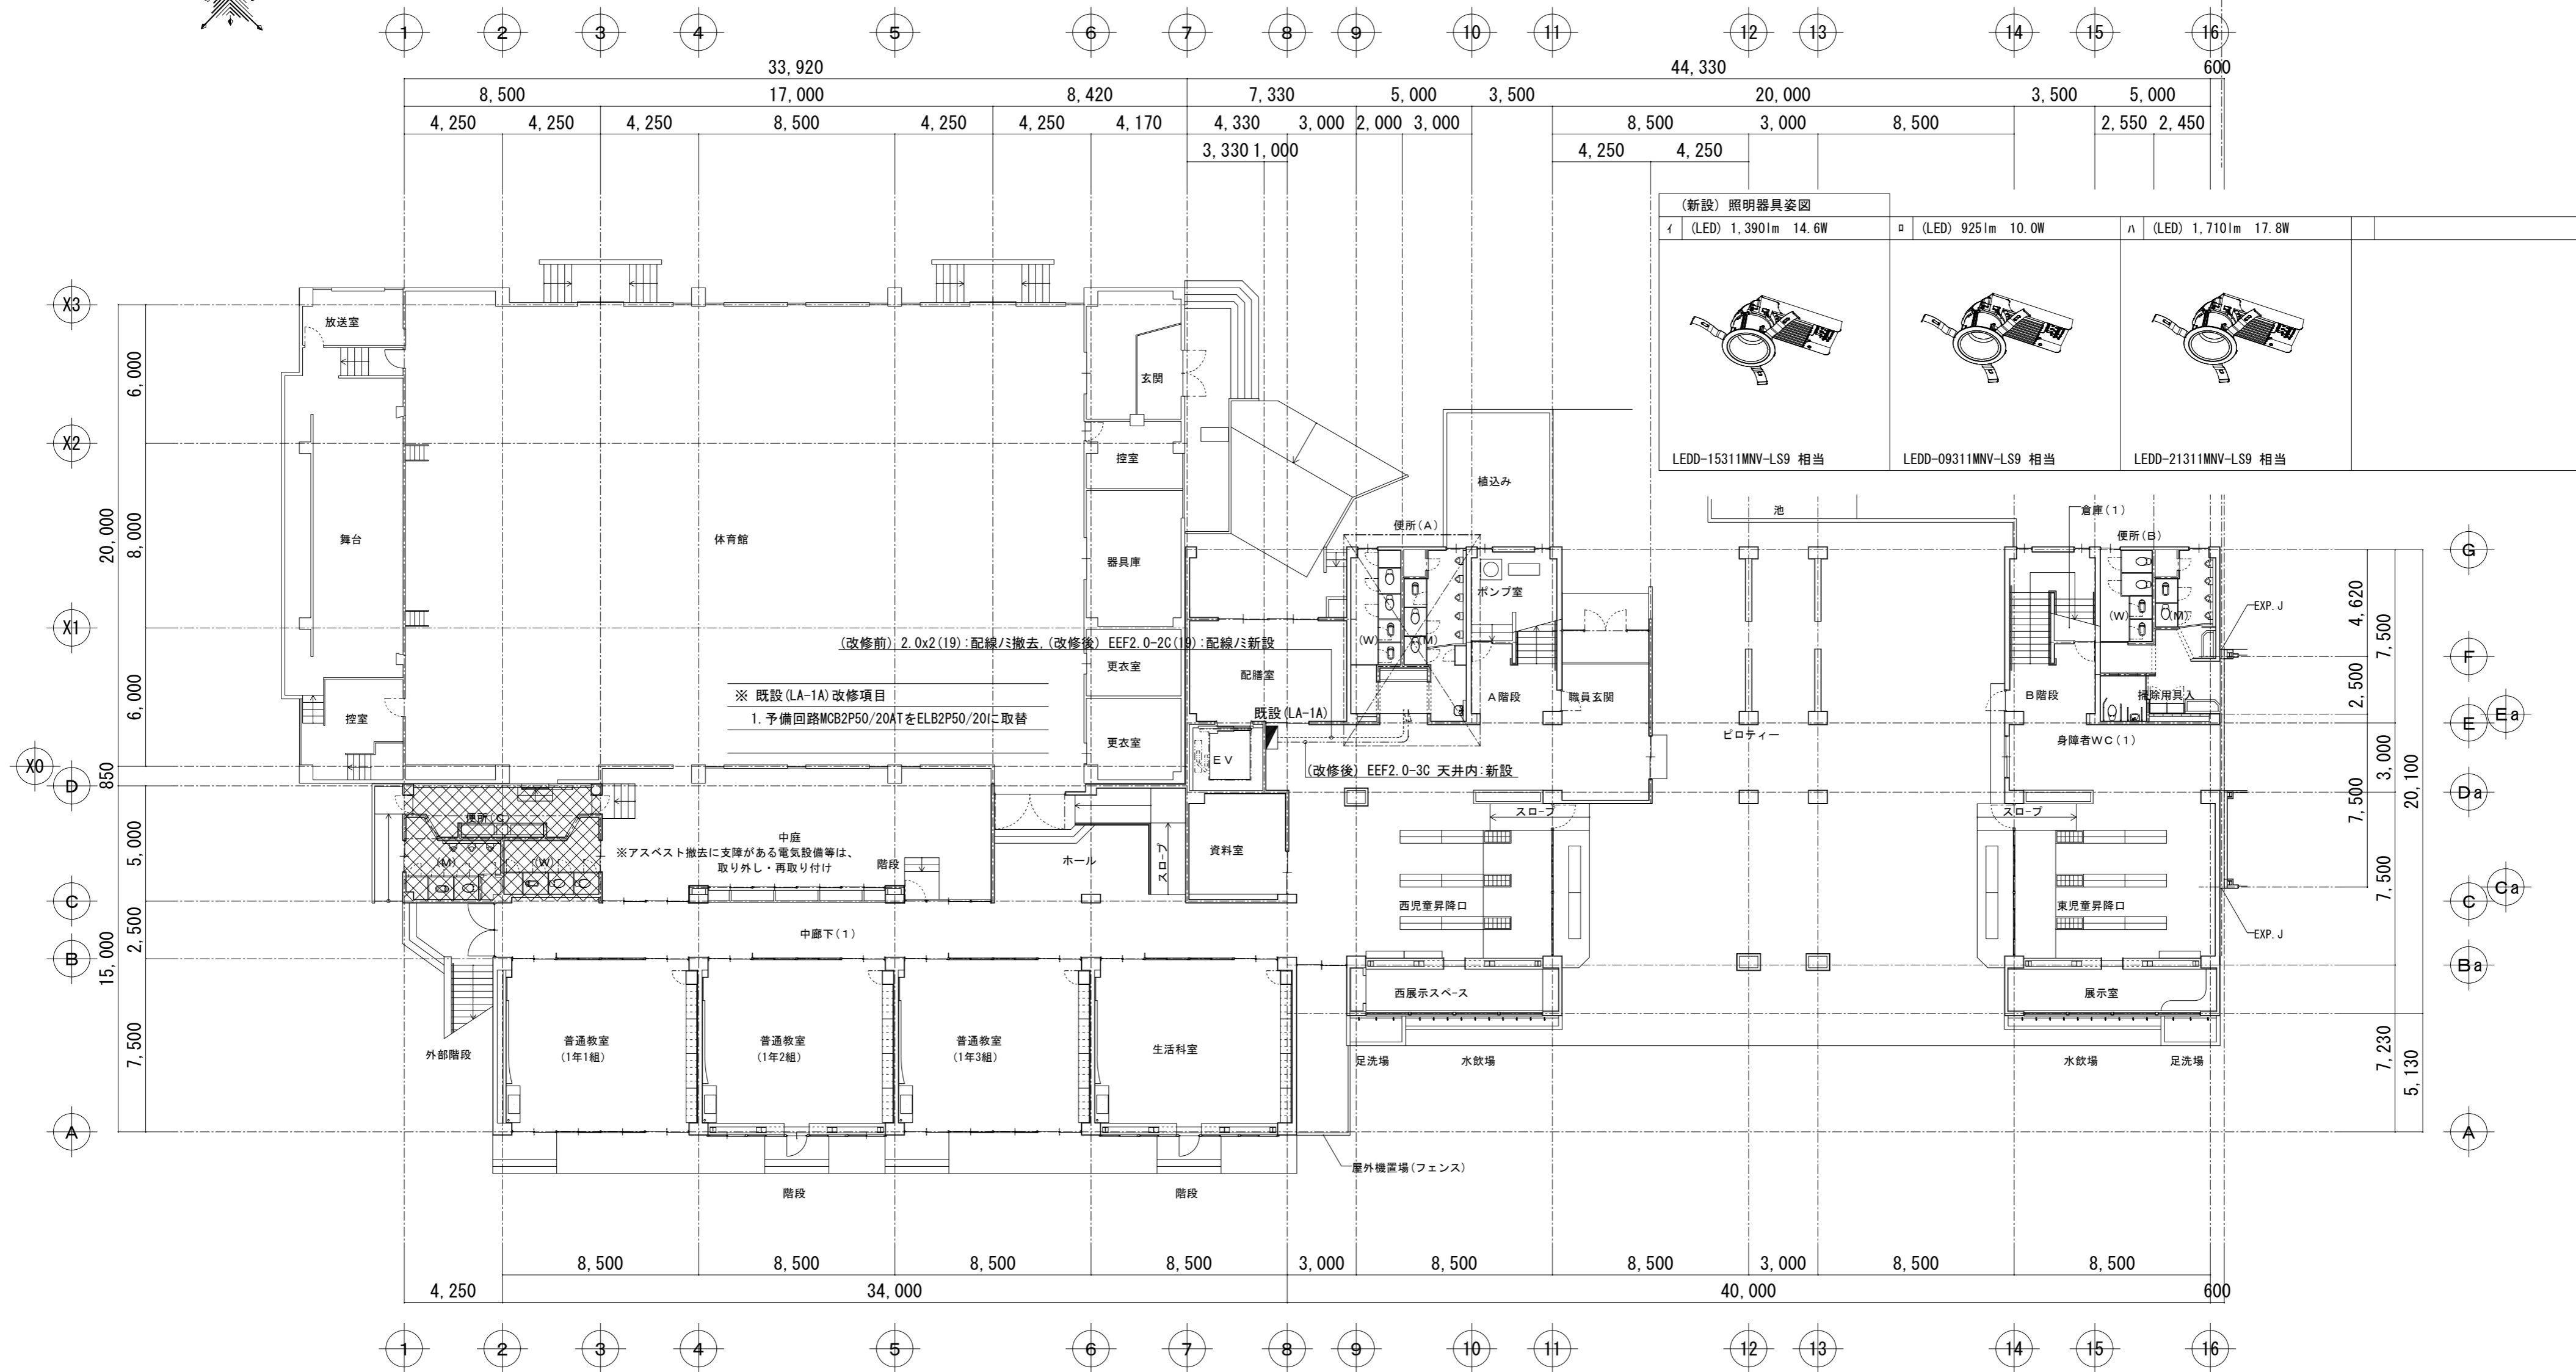 1 2 3 4 5 6 7 8 9 10 11 12 13 14 15 16
33,920 44,330 600
8,500 17,000 8,420 7,330 5,000 3,500 20,000 3,500 5,000
4,250 4,250 4,250 8,500 4,250 4,250 4,170 4,330 3,000 2,000 3,000 8,500 3,000 8,500 2,550 2,450
3,330 1,000 4,250 4,250
(新設) 照明器具姿図
イ (LED) 1,390lm 14.6W ロ (LED) 925lm 10.0W ハ (LED) 1,710lm 17.8W
LEDD-15311MNV-LS9 相当 LEDD-09311MNV-LS9 相当 LEDD-21311MNV-LS9 相当
X3
放送室
6,000
玄関
X2
控室
植込み
池
倉庫(1)
便所(A)
便所(B)
20,000
8,000
舞台
体育館
器具庫
G
ポンプ室
4,620
7,500
EXP.J
X1
(W) (M)
(W) (M)
(改修前) 2.0x2(19):配線ﾉﾐ撤去,(改修後) EEF2.0-2C(19):配線ﾉﾐ新設
F
更衣室
配膳室
6,000
※ 既設(LA-1A)改修項目
1.予備回路MCB2P50/20ATをELB2P50/20に取替
A階段
職員玄関
B階段
掃除用具入
2,500
控室
既設(LA-1A)
E Ea
更衣室
EV
ピロティー
身障者WC(1)
X0
850
(改修後) EEF2.0-3C 天井内:新設
3,000
20,100
D
Da
便所(C)
スロープ
スロープ
7,500
5,000
中庭
※アスベスト撤去に支障がある電気設備等は、
取り外し・再取り付け
階段
ホール
スロープ
資料室
(M) (W)
7,500
C
C Ca
西児童昇降口
東児童昇降口
2,500
中廊下(1)
EXP.J
15,000
B
Ba
西展示スペース
展示室
7,500
外部階段
普通教室
(1年1組)
普通教室
(1年2組)
普通教室
(1年3組)
生活科室
足洗場
水飲場
水飲場
足洗場
7,230
5,130
A
A
屋外機置場(フェンス)
階段
階段
8,500 8,500 8,500 8,500 3,000 8,500 8,500 3,000 8,500 8,500
4,250 34,000 40,000 600
1 2 3 4 5 6 7 8 9 10 11 12 13 14 15 16